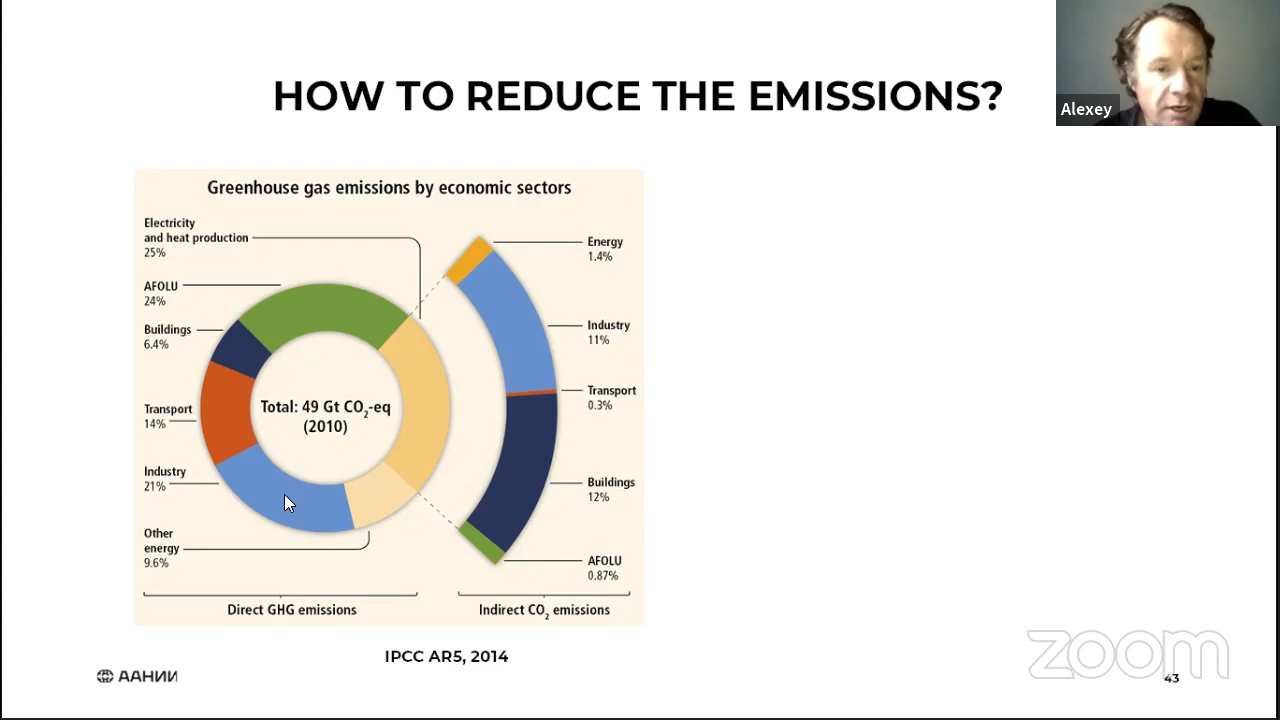 HOW TO REDUCE THE EMISSIONS?
Alexey
Greenhouse gas emissions by economic sectors
Electricity
and heat production
25%
AFOLU
24%
Buildings
6.4%
Transport
14%
Industry
21%
Other
energy
9.6%
Total: 49 Gt CO₂-eq
(2010)
Energy
1.4%
Industry
11%
Transport
0.3%
Buildings
12%
AFOLU
0.87%
Direct GHG emissions
Indirect CO₂ emissions
IPCC AR5, 2014
ААНИИ
zoom
43